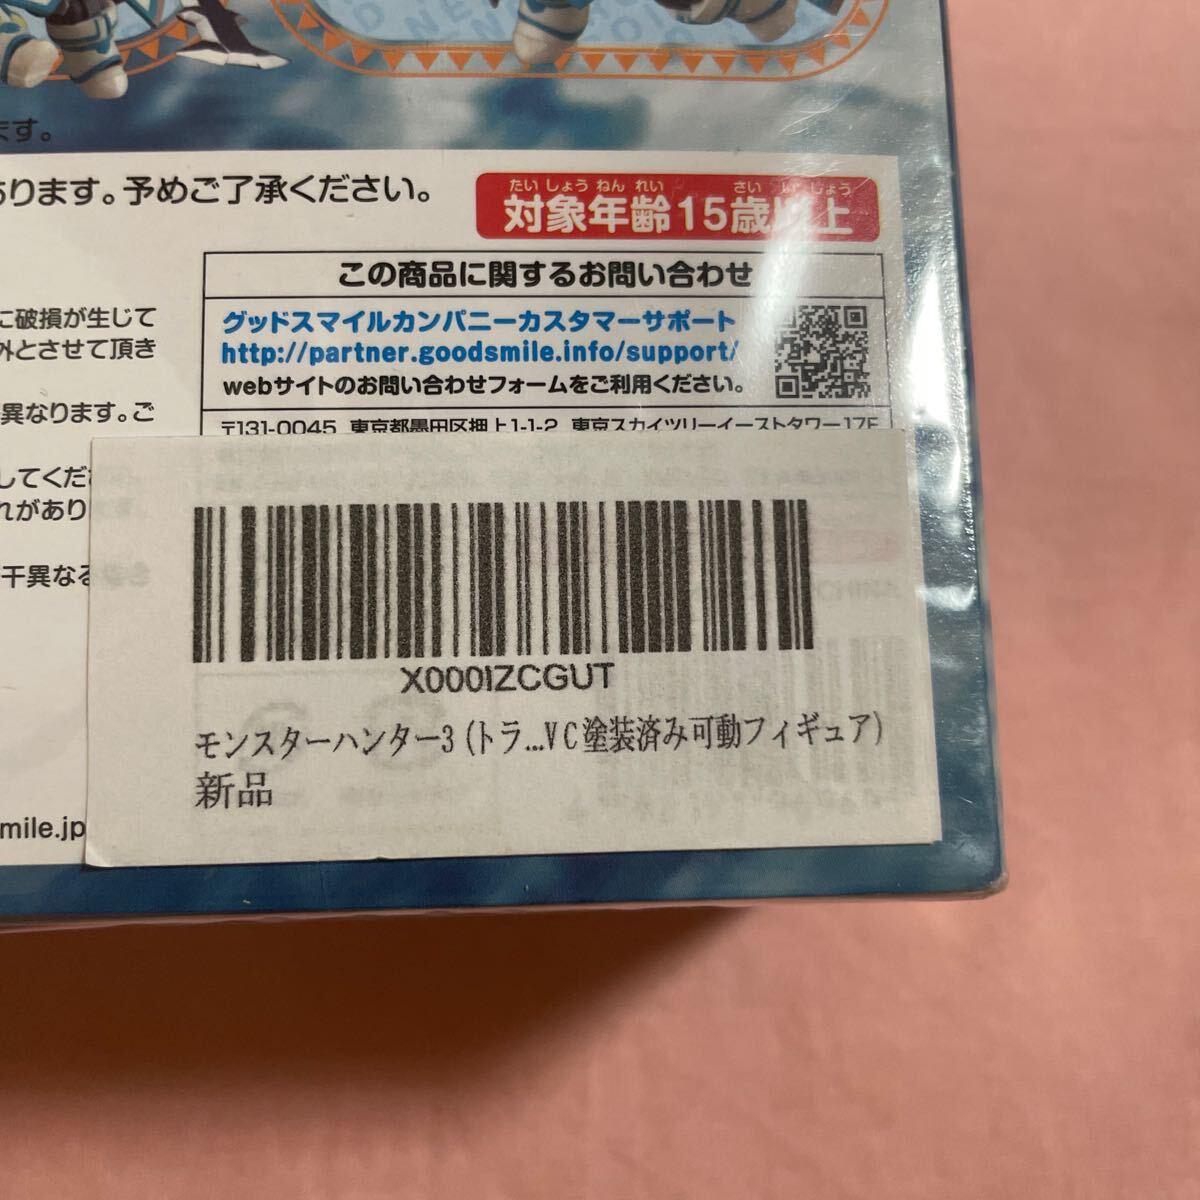 ます。
あります。予めご了承ください。
たい しょう ねん れい さい い じょう
対象年齢15歳以上
この商品に関するお問い合わせ
グッドスマイルカンパニーカスタマーサポート
http://partner.goodsmile.info/support/
webサイトのお問い合わせフォームをご利用ください。
〒131-0045 東京都墨田区押上1-1-2 東京スカイツリーイーストタワー17F
に破損が生じて
外とさせて頂き
異なります。ご
してくだ
れがあり
干異なる
smile.jp
X000IZCGUT
モンスターハンター3 (トラ...VC塗装済み可動フィギュア)
新品